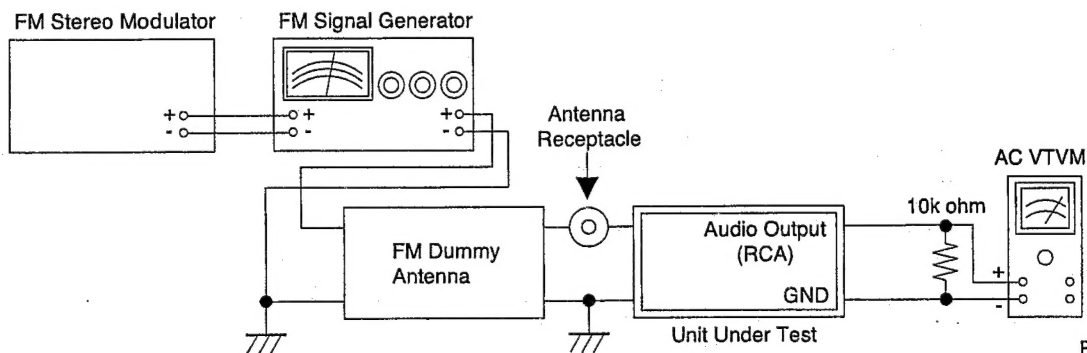 FM Stereo Modulator
FM Signal Generator
+
-
+
-
+
-
Antenna
Receptacle
AC VTVM
10k ohm
FM Dummy
Antenna
Audio Output
(RCA)
GND
+
-
Unit Under Test